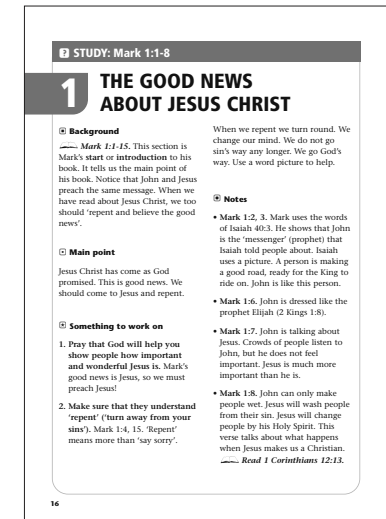 ? STUDY: Mark 1:1-8
1
THE GOOD NEWS
ABOUT JESUS CHRIST
Background
Mark 1:1-15. This section is
Mark's start or introduction to his
book. It tells us the main point of
his book. Notice that John and Jesus
preach the same message. When we
have read about Jesus Christ, we too
should 'repent and believe the good
news'.
Main point
Jesus Christ has come as God
promised. This is good news. We
should come to Jesus and repent.
Something to work on
1. Pray that God will help you
show people how important
and wonderful Jesus is. Mark's
good news is Jesus, so we must
preach Jesus!
2. Make sure that they understand
'repent' ('turn away from your
sins'). Mark 1:4, 15. 'Repent'
means more than 'say sorry'.
When we repent we turn round. We
change our mind. We do not go
sin's way any longer. We go God's
way. Use a word picture to help.
Notes
• Mark 1:2, 3. Mark uses the words
of Isaiah 40:3. He shows that John
is the 'messenger' (prophet) that
Isaiah told people about. Isaiah
uses a picture. A person is making
a good road, ready for the King to
ride on. John is like this person.
• Mark 1:6. John is dressed like the
prophet Elijah (2 Kings 1:8).
• Mark 1:7. John is talking about
Jesus. Crowds of people listen to
John, but he does not feel
important. Jesus is much more
important than he is.
• Mark 1:8. John can only make
people wet. Jesus will wash people
from their sin. Jesus will change
people by his Holy Spirit. This
verse talks about what happens
when Jesus makes us a Christian.
Read 1 Corinthians 12:13.
16